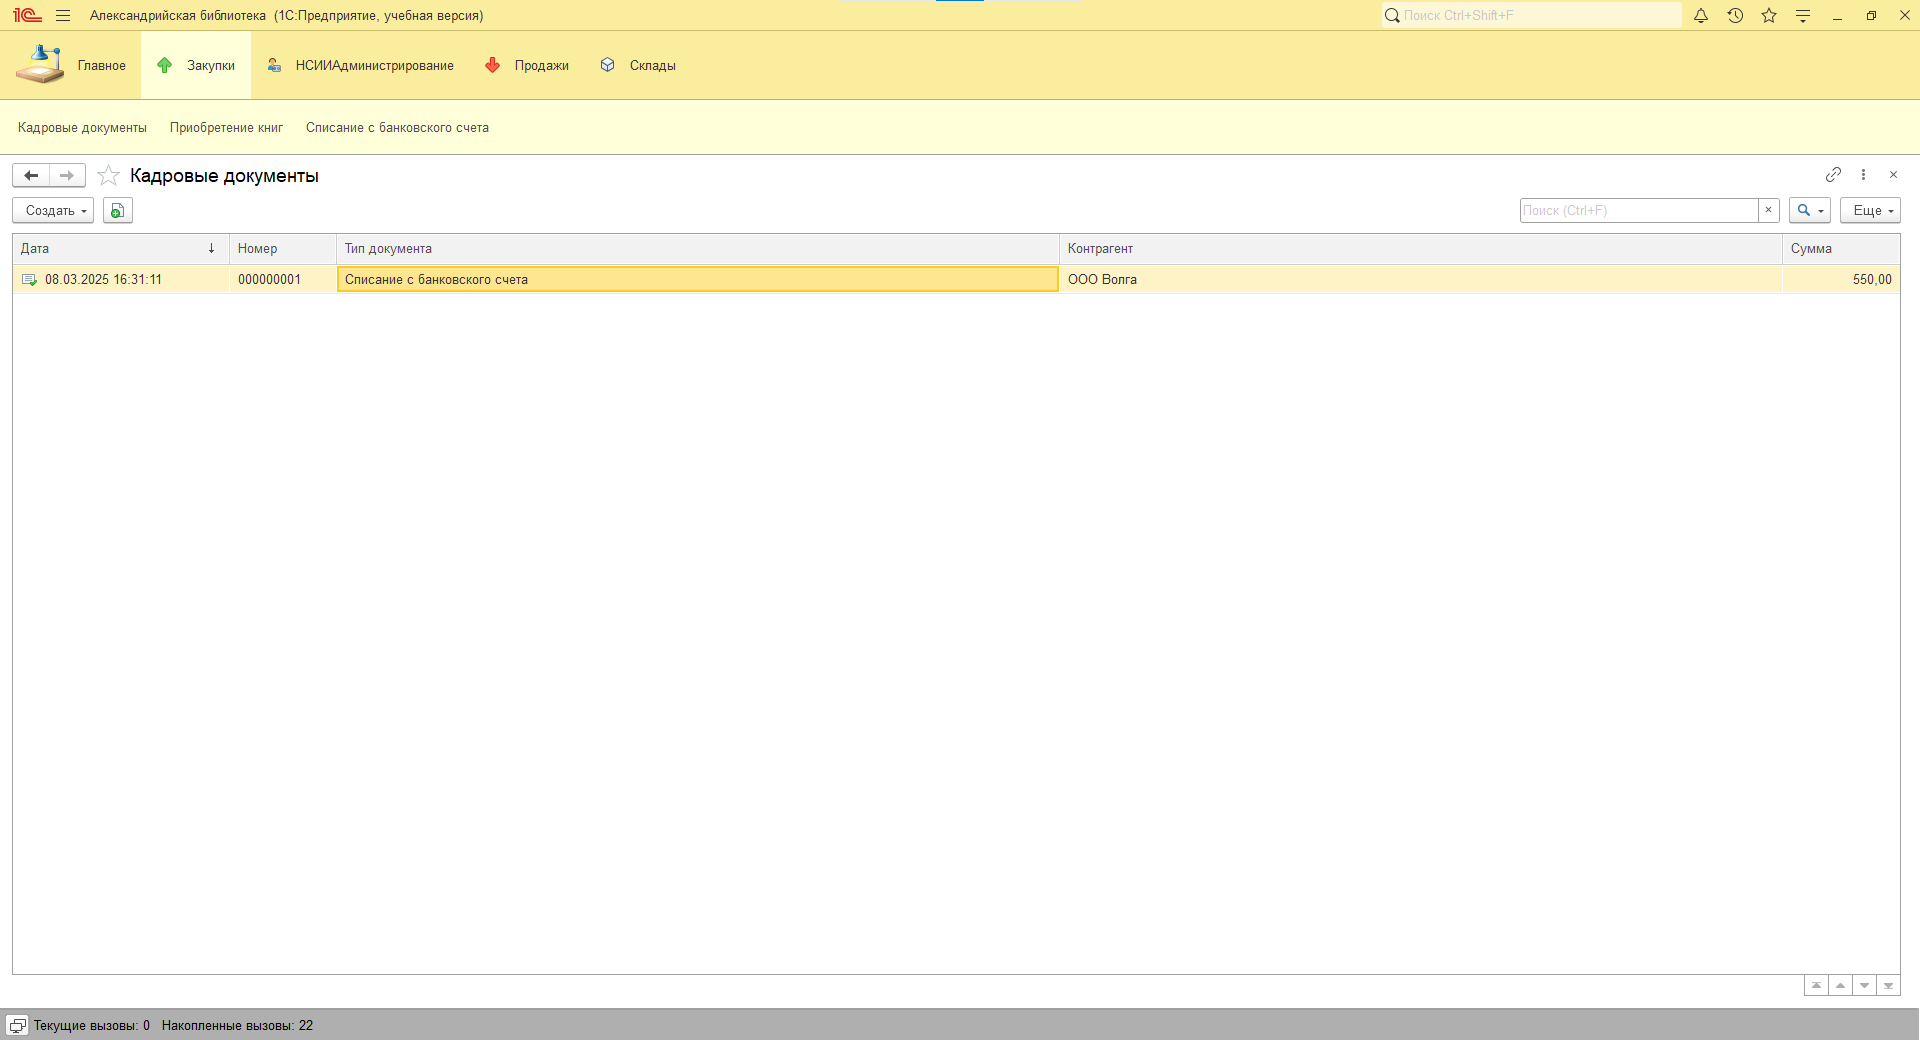 1С Александрийская библиотека (1С:Предприятие, учебная версия) Поиск Ctrl+Shift+F
Главное Закупки НСИИАдминистрирование Продажи Склады
Кадровые документы Приобретение книг Списание с банковского счета
Кадровые документы
Создать Поиск (Ctrl+F) × Еще
Дата ↓ Номер Тип документа Контрагент Сумма
08.03.2025 16:31:11 000000001 Списание с банковского счета ООО Волга 550,00
Текущие вызовы: 0 Накопленные вызовы: 22